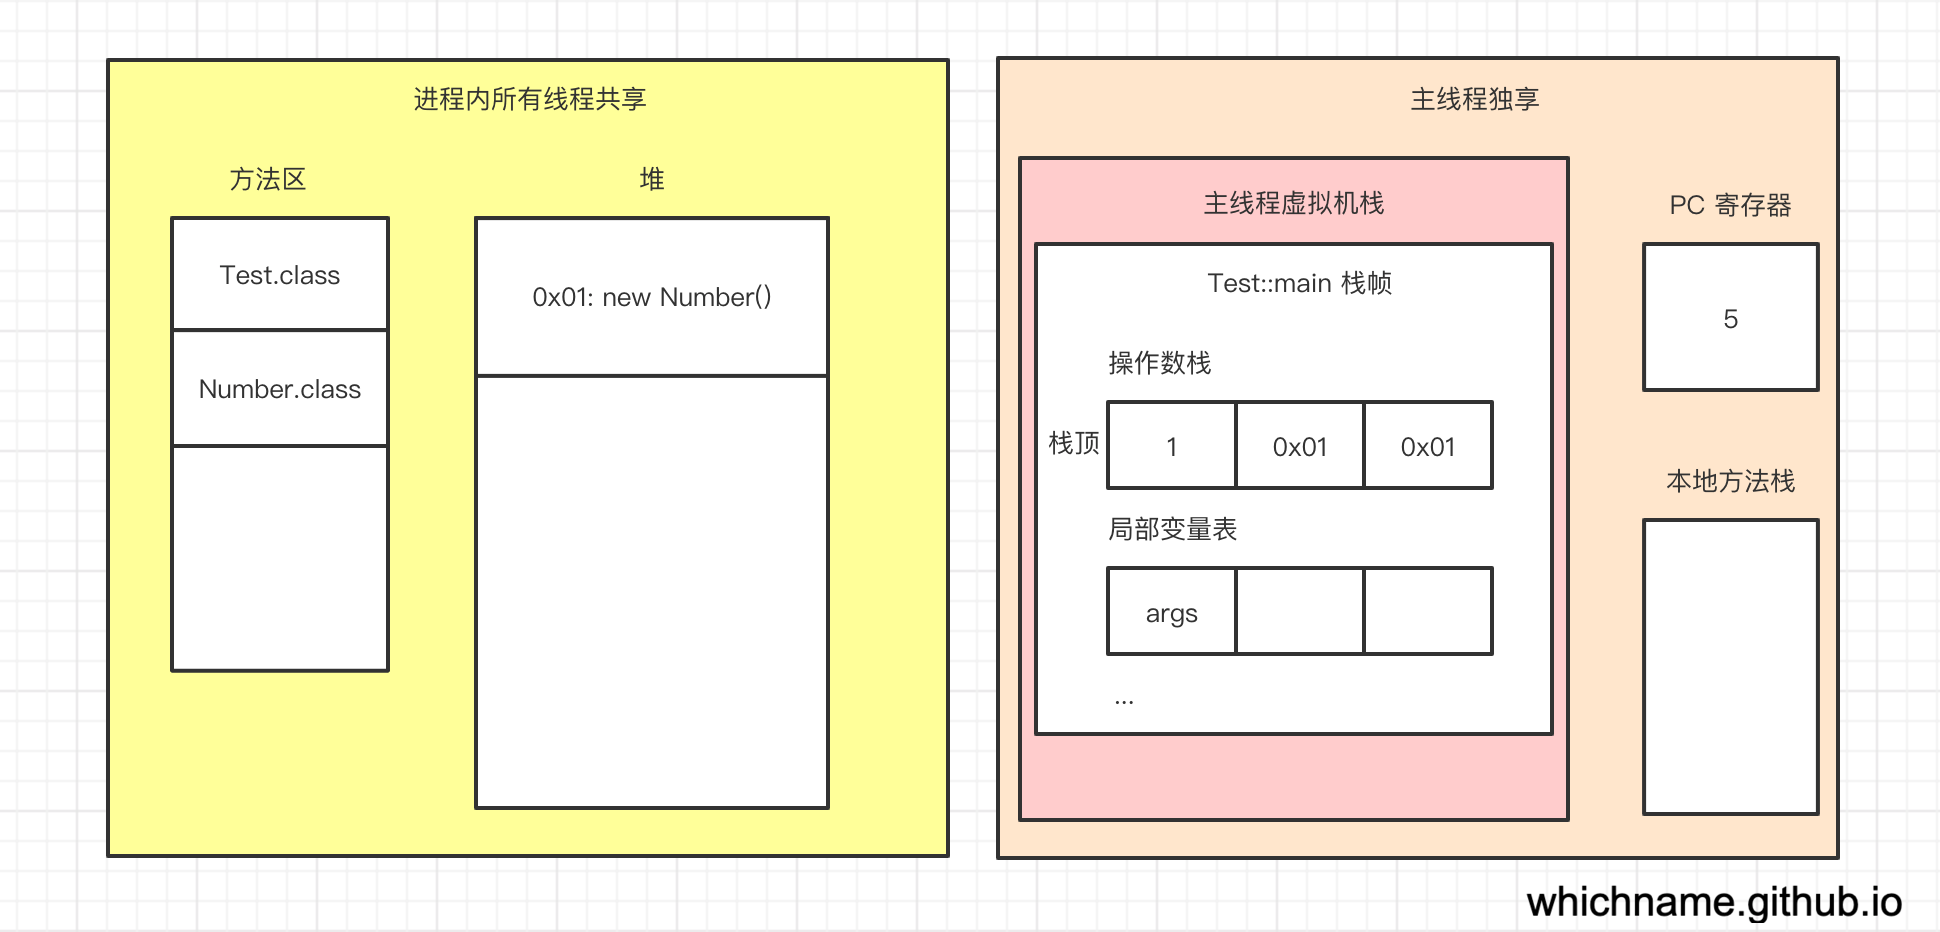 进程内所有线程共享
方法区
Test.class
Number.class
堆
0x01: new Number()
主线程独享
主线程虚拟机栈
Test::main 栈帧
操作数栈
栈顶 1 0x01 0x01
局部变量表
args
...
PC 寄存器
5
本地方法栈
whichname.github.io